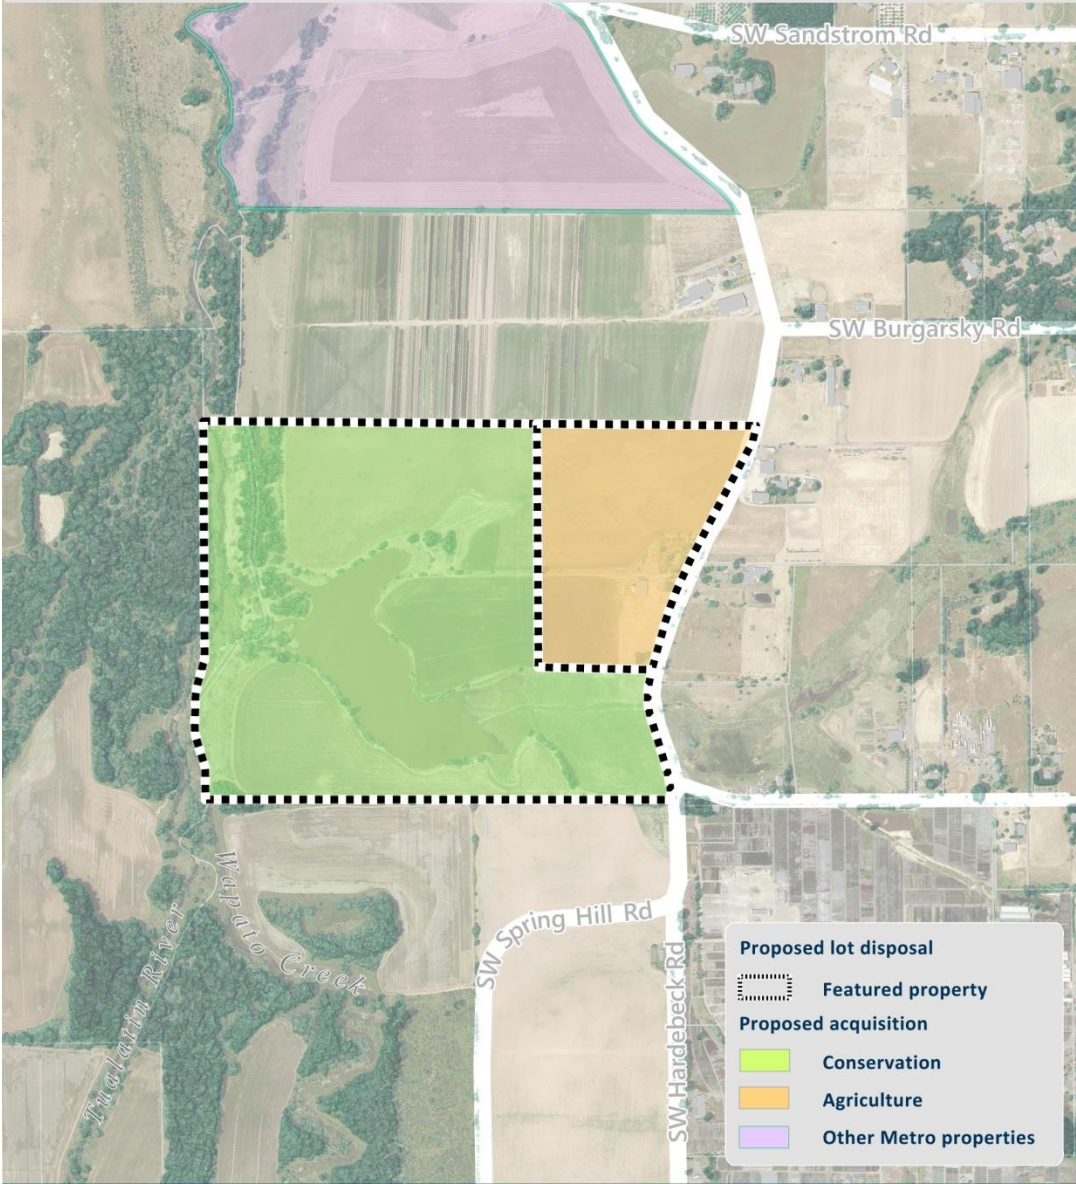 SW Sandstrom Rd
SW Burgarsky Rd
Wapato Creek
Tualarin River
SW Spring Hill Rd
SW Hardebeck Rd
Proposed lot disposal
Featured property
Proposed acquisition
Conservation
Agriculture
Other Metro properties